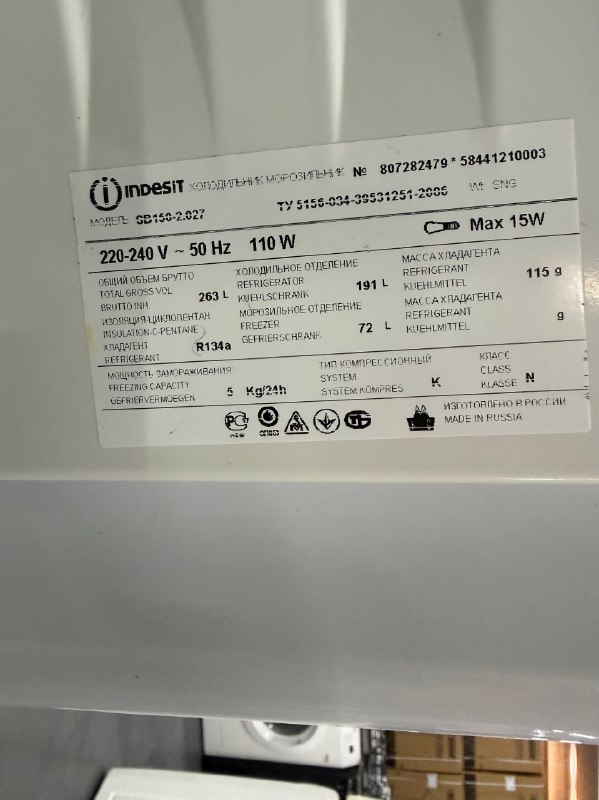 INDESIT ХОЛОДИЛЬНИК МОРОЗИЛЬНИК № 807282479 * 58441210003
МОДЕЛЬ SB150-2.027 ТУ 5156-034-39531251-2006 Wt SNG
220-240 V ~ 50 Hz 110 W Max 15W
ОБЩИЙ ОБЪЕМ БРУТТО ХОЛОДИЛЬНОЕ ОТДЕЛЕНИЕ МАССА ХЛАДАГЕНТА
TOTAL GROSS VOL 263 L REFRIGERATOR 191 L REFRIGERANT 115 g
BRUTTO INH KUEHLSCHRANK KUEHLMITTEL
ИЗОЛЯЦИЯ-ЦИКЛОПЕНТАН МОРОЗИЛЬНОЕ ОТДЕЛЕНИЕ МАССА ХЛАДАГЕНТА
INSULATION-C-PENTANE FREEZER 72 L REFRIGERANT g
ХЛАДАГЕНТ R134a GEFRIERSCHRANK KUEHLMITTEL
REFRIGERANT
МОЩНОСТЬ ЗАМОРАЖИВАНИЯ ТИП КОМПРЕССИОННЫЙ КЛАСС
FREEZING CAPACITY 5 Kg/24h SYSTEM K CLASS N
GEFRIERVERMOEGEN SYSTEM KOMPRES KLASSE
ИЗГОТОВЛЕНО В РОССИИ
MADE IN RUSSIA